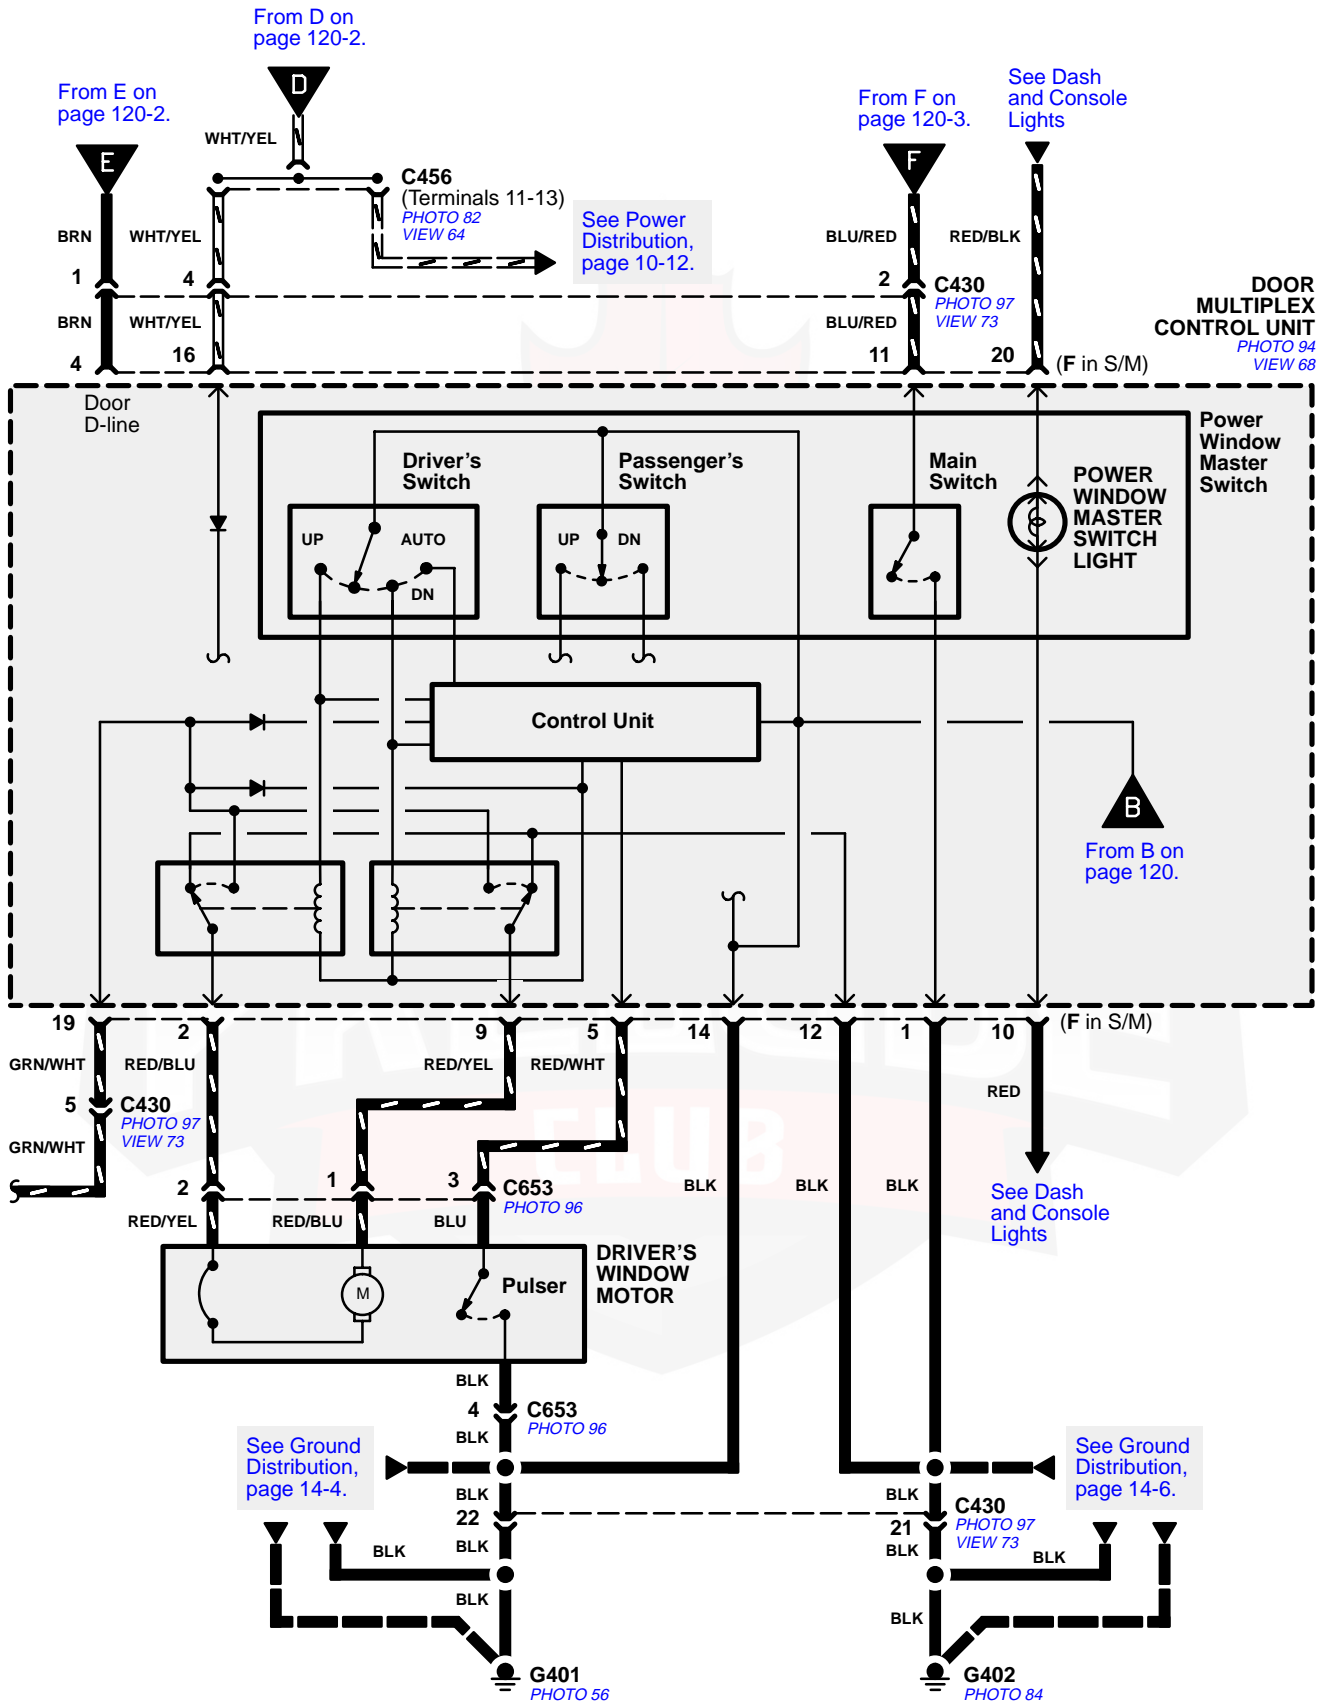 From D on
page 120-2.
From E on
page 120-2.
D
See Dash
and Console
Lights
From F on
page 120-3.
WHT/YEL
E
F
C456
(Terminals 11-13)
PHOTO 82
VIEW 64
See Power
Distribution,
page 10-12.
BRN
WHT/YEL
BLU/RED
RED/BLK
1
4
2
C430
PHOTO 97
VIEW 73
BRN
WHT/YEL
BLU/RED
DOOR
MULTIPLEX
CONTROL UNIT
PHOTO 94
VIEW 68
4
16
11
20
(F in S/M)
Door
D-line
Power
Window
Master
Switch
Driver's
Switch
Passenger's
Switch
Main
Switch
POWER
WINDOW
MASTER
SWITCH
LIGHT
UP
AUTO
DN
UP
DN
Control Unit
B
From B on
page 120.
19
2
9
5
14
12
1
10
(F in S/M)
GRN/WHT
RED/BLU
RED/YEL
RED/WHT
RED
5
C430
PHOTO 97
VIEW 73
GRN/WHT
CLUB
2
1
3
C653
PHOTO 96
BLK
BLK
BLK
See Dash
and Console
Lights
RED/YEL
RED/BLU
BLU
DRIVER'S
WINDOW
MOTOR
M
Pulser
BLK
4
C653
PHOTO 96
BLK
See Ground
Distribution,
page 14-4.
See Ground
Distribution,
page 14-6.
BLK
BLK
22
C430
PHOTO 97
VIEW 73
21
BLK
BLK
BLK
BLK
BLK
BLK
G401
PHOTO 56
G402
PHOTO 84